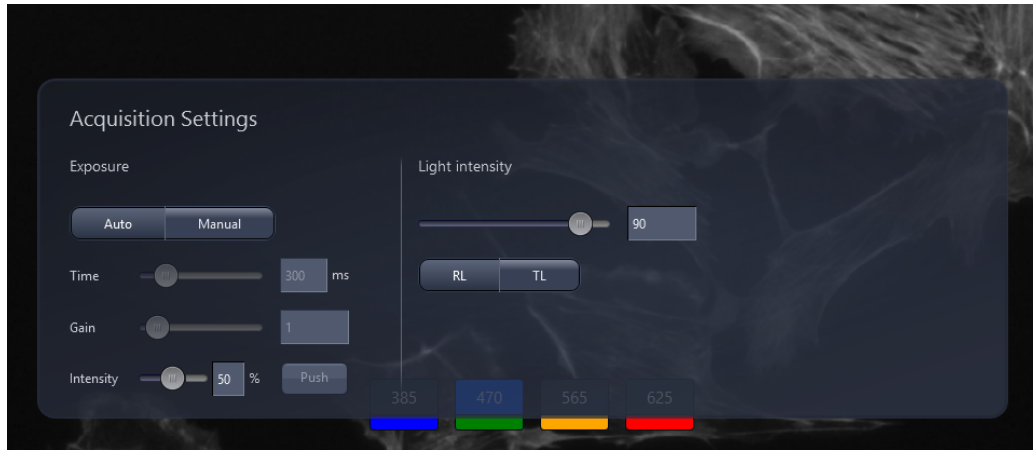 Acquisition Settings
Exposure
Auto Manual
Time 300 ms
Gain 1
Intensity 50 % Push
Light intensity
90
RL TL
385 470 565 625